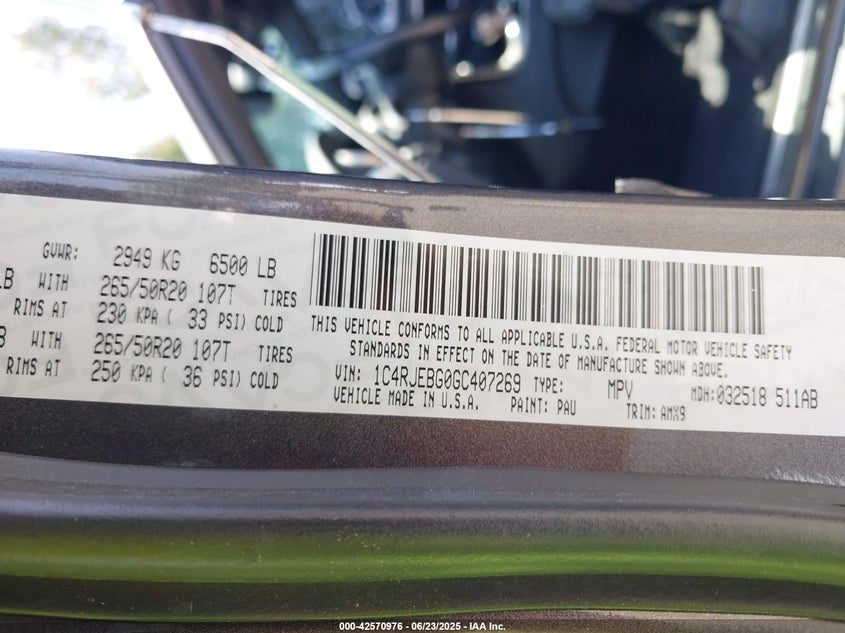 GVWR: 2949 KG 6500 LB
LB WITH 265/50R20 107T TIRES
RIMS AT 230 KPA ( 33 PSI) COLD
WITH 265/50R20 107T TIRES
RIMS AT 250 KPA ( 36 PSI) COLD
THIS VEHICLE CONFORMS TO ALL APPLICABLE U.S.A. FEDERAL MOTOR VEHICLE SAFETY
STANDARDS IN EFFECT ON THE DATE OF MANUFACTURE SHOWN ABOVE.
VIN: 1C4RJEBG0GC407269 TYPE: MPV MDH:032518 511AB
VEHICLE MADE IN U.S.A. PAINT: PAU TRIM: AMX9
000-42570976 - 06/23/2025 - IAA Inc.